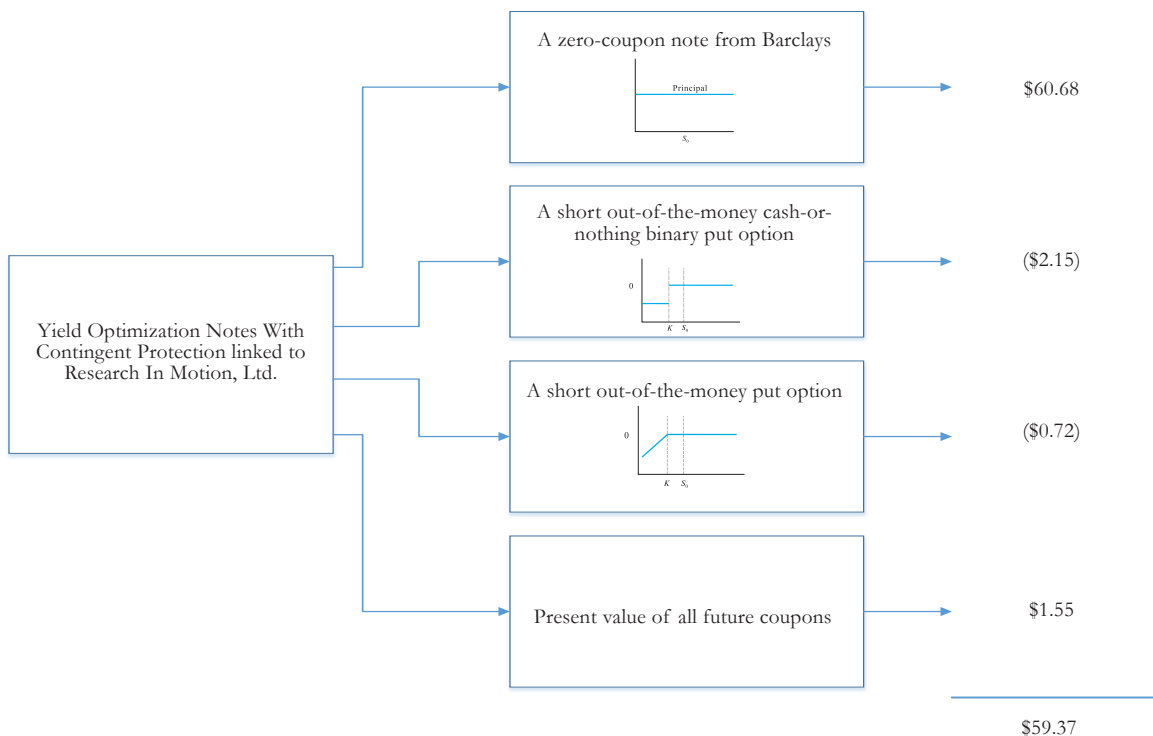 A zero-coupon note from Barclays
Principal
S₀
$60.68
A short out-of-the-money cash-or-
nothing binary put option
0
K S₀
($2.15)
Yield Optimization Notes With
Contingent Protection linked to
Research In Motion, Ltd.
A short out-of-the-money put option
0
K S₀
($0.72)
Present value of all future coupons
$1.55
$59.37